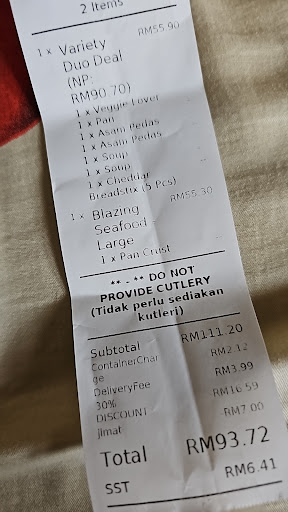 2 Items
1 x Variety RM55.90
Duo Deal
(NP:
RM90.70)
1 x Veggie Lover
1 x Pan
1 x Asam Pedas
1 x Asam Pedas
1 x Soup
1 x Soup
1 x Cheddar
Breadstix (5 Pcs)
1 x Blazing RM55.30
Seafood
Large
1 x Pan Crust
** - ** DO NOT
PROVIDE CUTLERY
(Tidak perlu sediakan
kutleri)
Subtotal RM111.20
ContainerChar RM2.12
ge
DeliveryFee RM3.99
30% RM16.59
DISCOUNT
Jimat -RM7.00
Total RM93.72
SST RM6.41